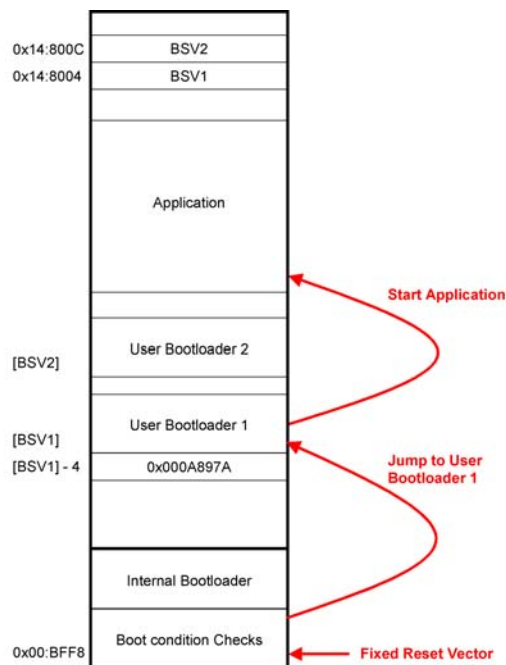 0x14:800C BSV2
0x14:8004 BSV1
Application
Start Application
User Bootloader 2
[BSV2]
User Bootloader 1
[BSV1]
[BSV1] - 4 0x000A897A
Jump to User
Bootloader 1
Internal Bootloader
Boot condition Checks
0x00:BFF8 Fixed Reset Vector